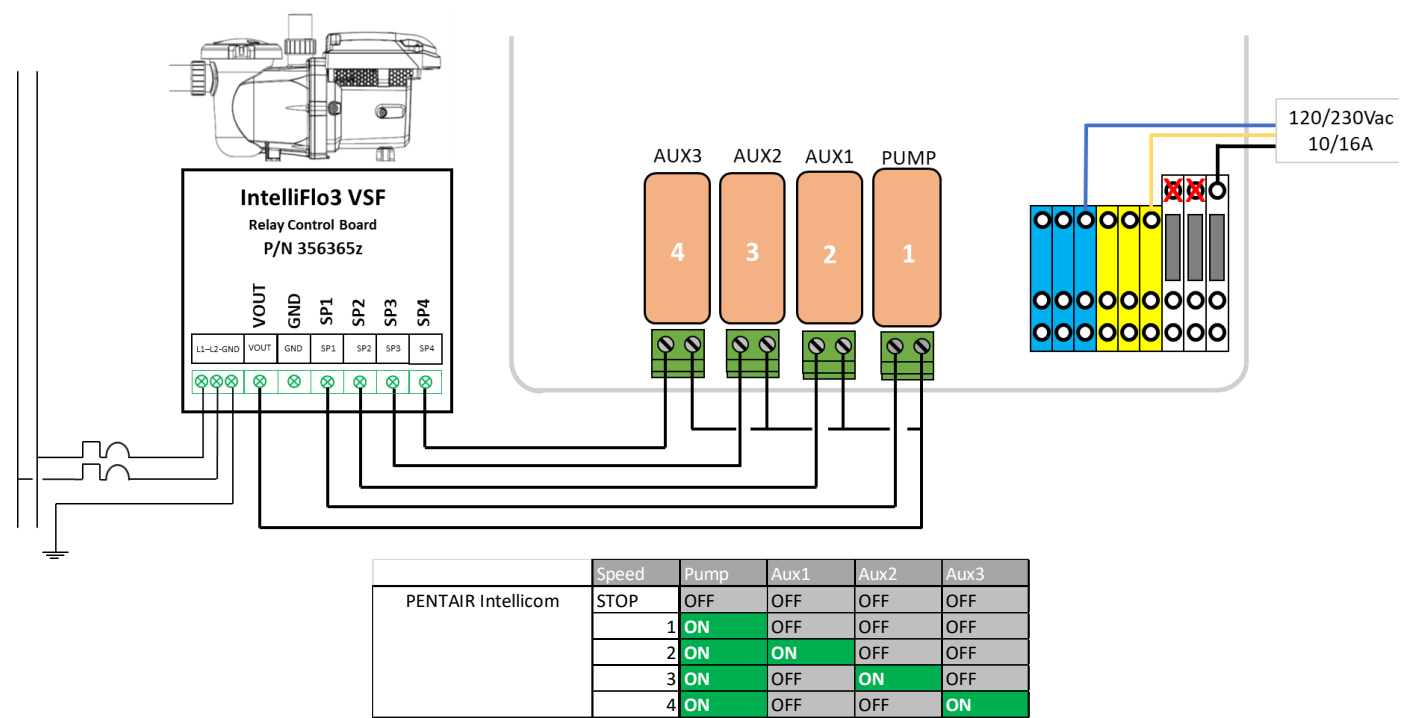 120/230Vac
10/16A
AUX3 AUX2 AUX1 PUMP
IntelliFlo3 VSF
Relay Control Board
P/N 356365z
4 3 2 1
VOUT GND SP1 SP2 SP3 SP4
L1–L2-GND VOUT GND SP1 SP2 SP3 SP4
Speed Pump Aux1 Aux2 Aux3
PENTAIR Intellicom STOP OFF OFF OFF OFF
1 ON OFF OFF OFF
2 ON ON OFF OFF
3 ON OFF ON OFF
4 ON OFF OFF ON